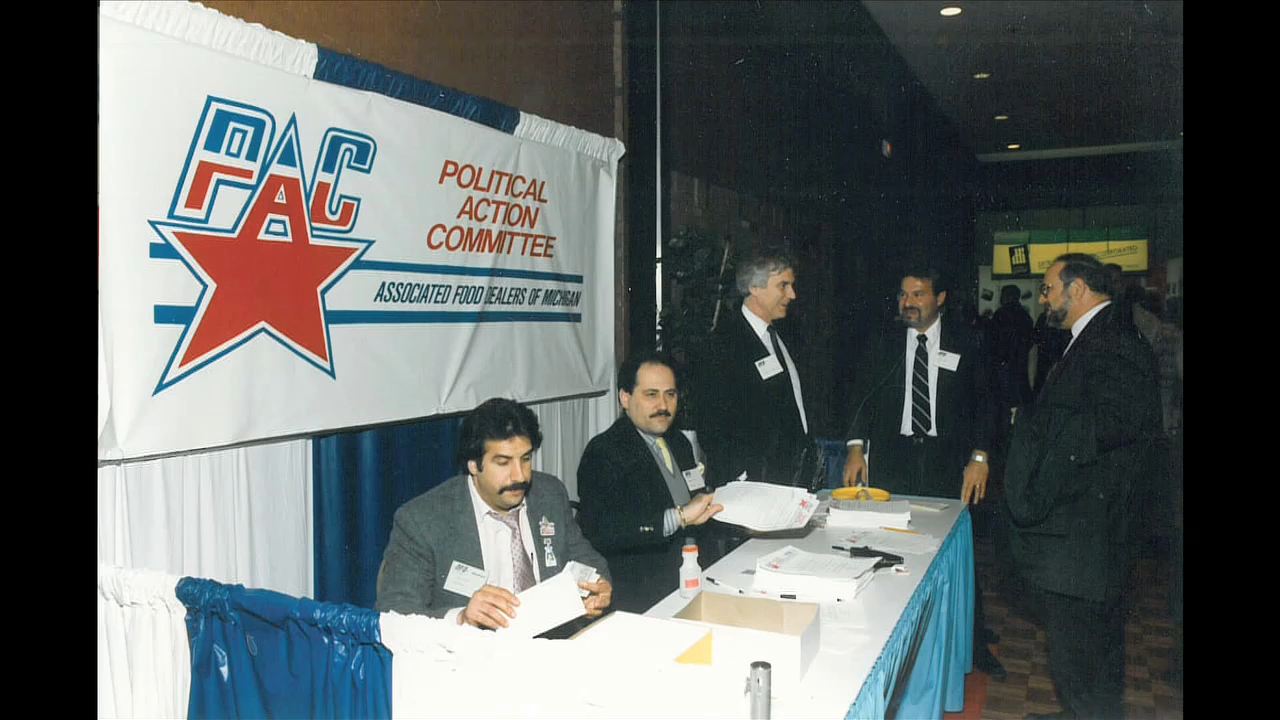 PAC
POLITICAL
ACTION
COMMITTEE
ASSOCIATED FOOD DEALERS OF MICHIGAN